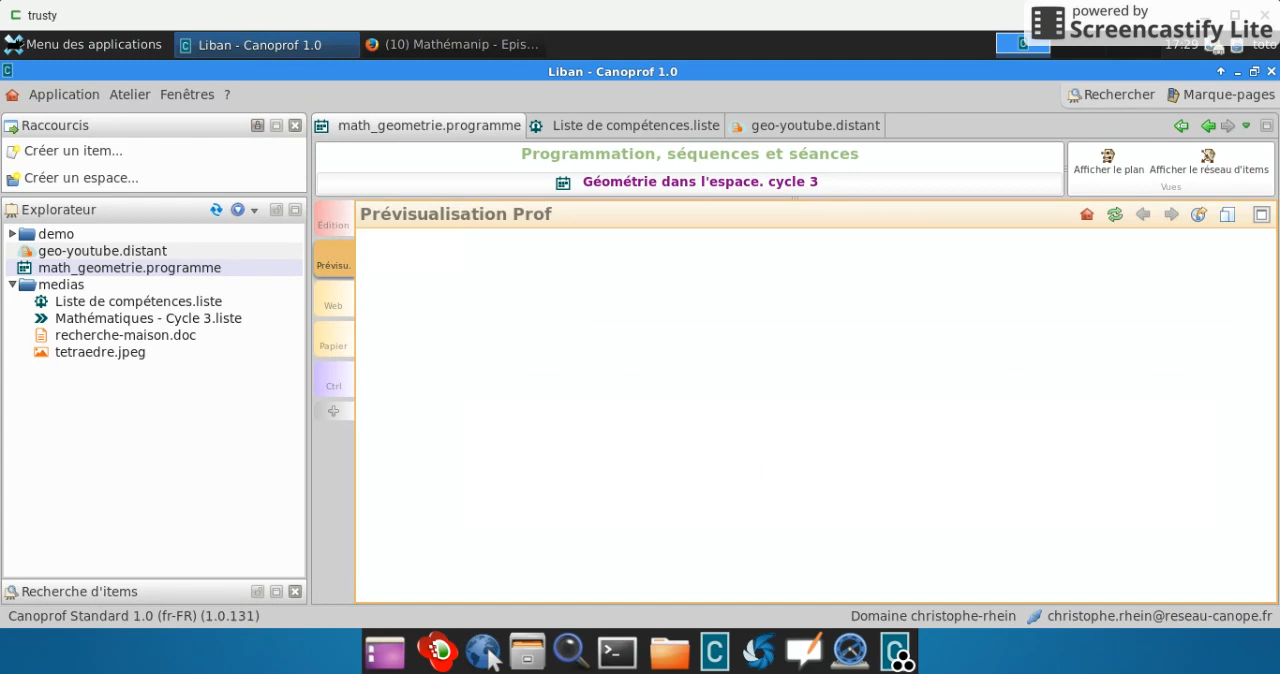 trusty
powered by
Screencastify Lite
Menu des applications
Liban - Canoprof 1.0
(10) Mathémanip - Epis...
17:29
toto
Liban - Canoprof 1.0
Application Atelier Fenêtres ?
Rechercher Marque-pages
Raccourcis
math_geometrie.programme
Liste de compétences.liste
geo-youtube.distant
Créer un item...
Créer un espace...
Programmation, séquences et séances
Géométrie dans l'espace. cycle 3
Afficher le plan Afficher le réseau d'items
Vues
Explorateur
demo
geo-youtube.distant
math_geometrie.programme
medias
Liste de compétences.liste
Mathématiques - Cycle 3.liste
recherche-maison.doc
tetraedre.jpeg
Edition
Prévisu.
Web
Papier
Ctrl
Prévisualisation Prof
Recherche d'items
Canoprof Standard 1.0 (fr-FR) (1.0.131)
Domaine christophe-rhein
christophe.rhein@reseau-canope.fr